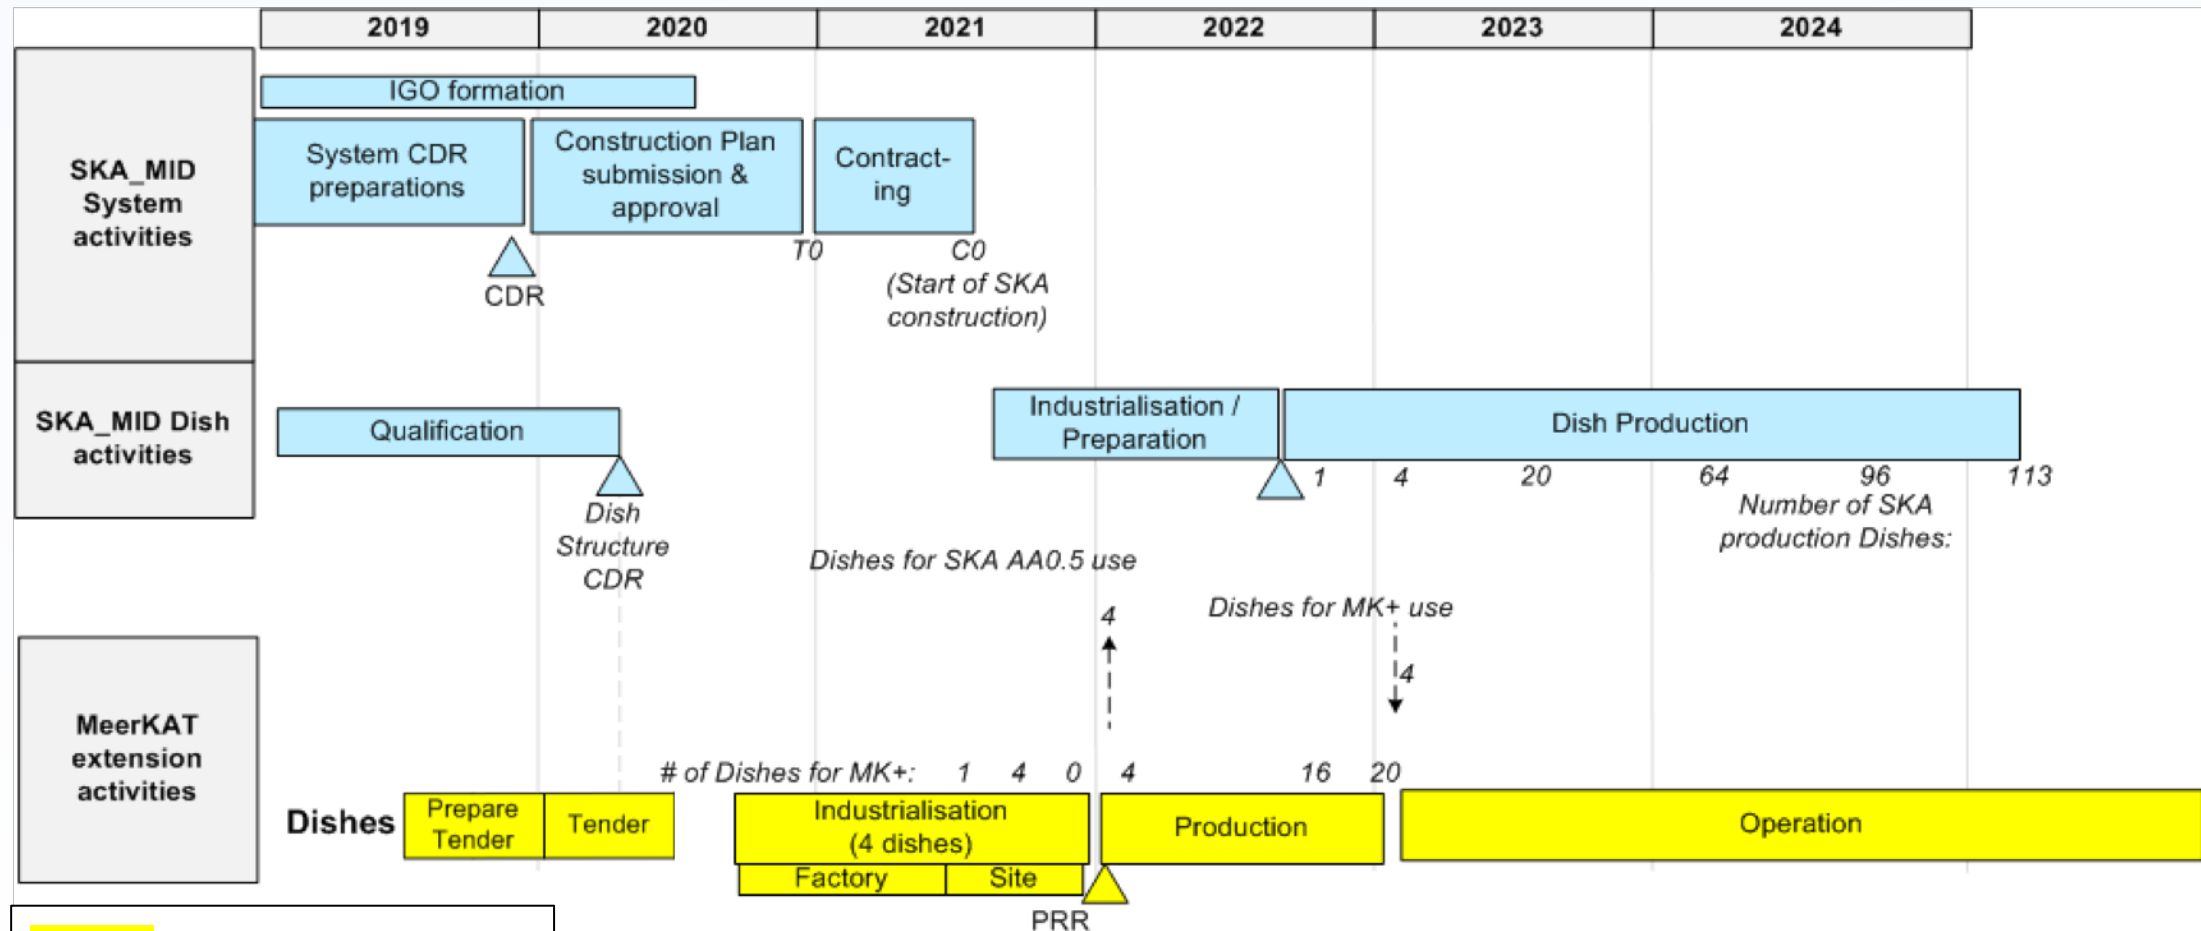 2019 2020 2021 2022 2023 2024
SKA_MID
System
activities
IGO formation
System CDR
preparations
Construction Plan
submission &
approval
Contract-
ing
CDR
T0
C0
(Start of SKA
construction)
SKA_MID Dish
activities
Qualification
Dish
Structure
CDR
Industrialisation /
Preparation
Dish Production
1 4 20 64 96 113
Number of SKA
production Dishes:
Dishes for SKA AA0.5 use
4
Dishes for MK+ use
4
MeerKAT
extension
activities
# of Dishes for MK+: 1 4 0 4 16 20
Dishes
Prepare
Tender
Tender
Industrialisation
(4 dishes)
Factory
Site
Production
Operation
PRR